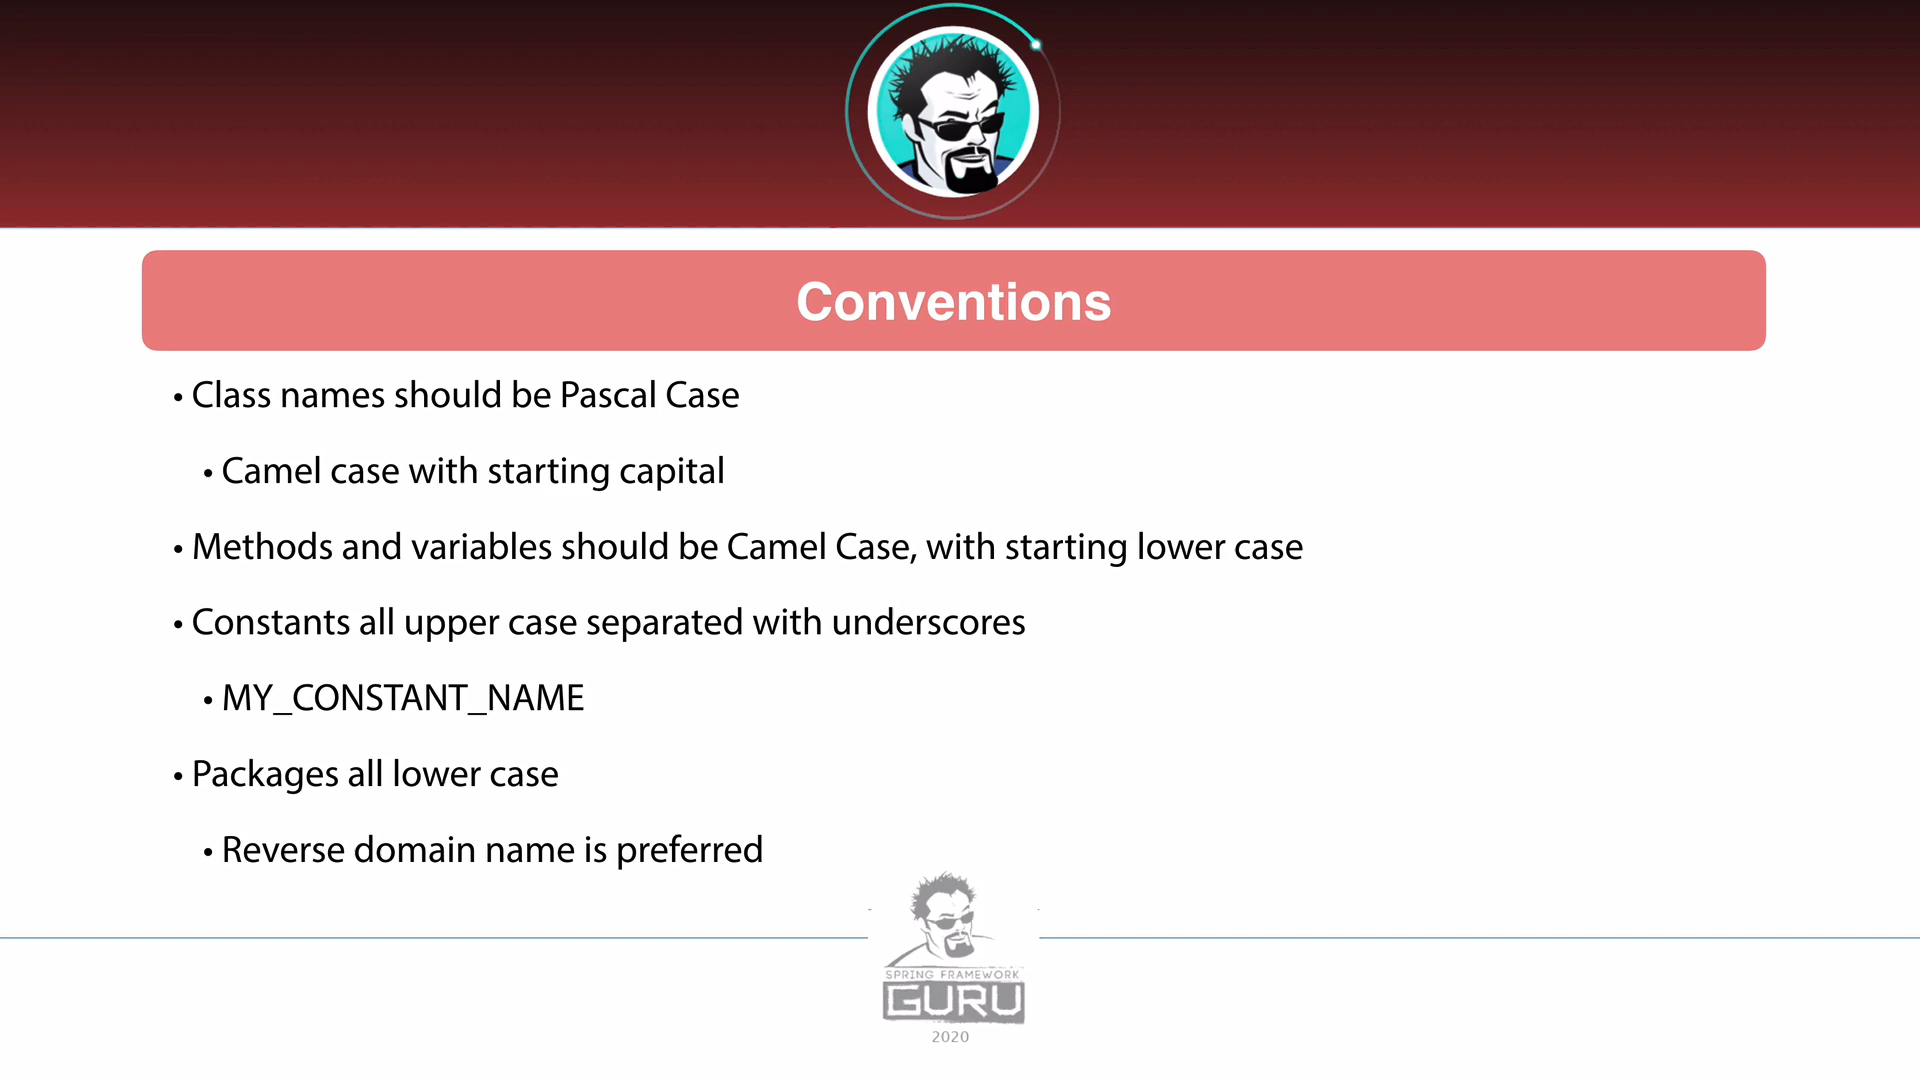 Conventions
• Class names should be Pascal Case
• Camel case with starting capital
• Methods and variables should be Camel Case, with starting lower case
• Constants all upper case separated with underscores
• MY_CONSTANT_NAME
• Packages all lower case
• Reverse domain name is preferred
SPRING FRAMEWORK
GURU
2020